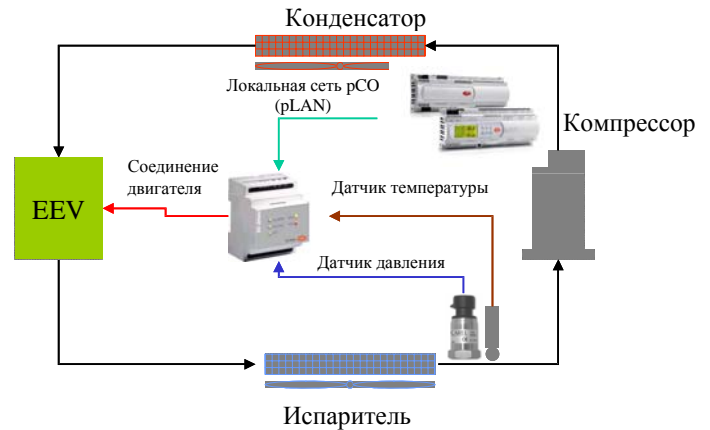 Конденсатор
Локальная сеть pCO
(pLAN)
Компрессор
Соединение
двигателя
EEV
Датчик температуры
Датчик давления
Испаритель